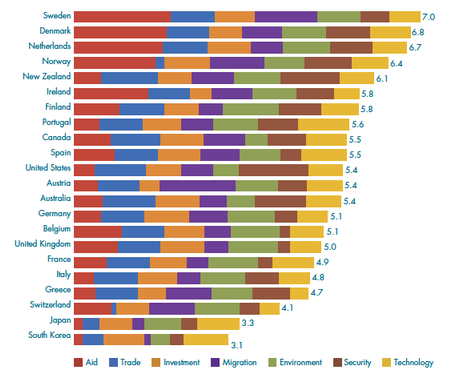 Sweden 7.0
Denmark 6.8
Netherlands 6.7
Norway 6.4
New Zealand 6.1
Ireland 5.8
Finland 5.8
Portugal 5.6
Canada 5.5
Spain 5.5
United States 5.4
Austria 5.4
Australia 5.4
Germany 5.1
Belgium 5.1
United Kingdom 5.0
France 4.9
Italy 4.8
Greece 4.7
Switzerland 4.1
Japan 3.3
South Korea 3.1
Aid Trade Investment Migration Environment Security Technology